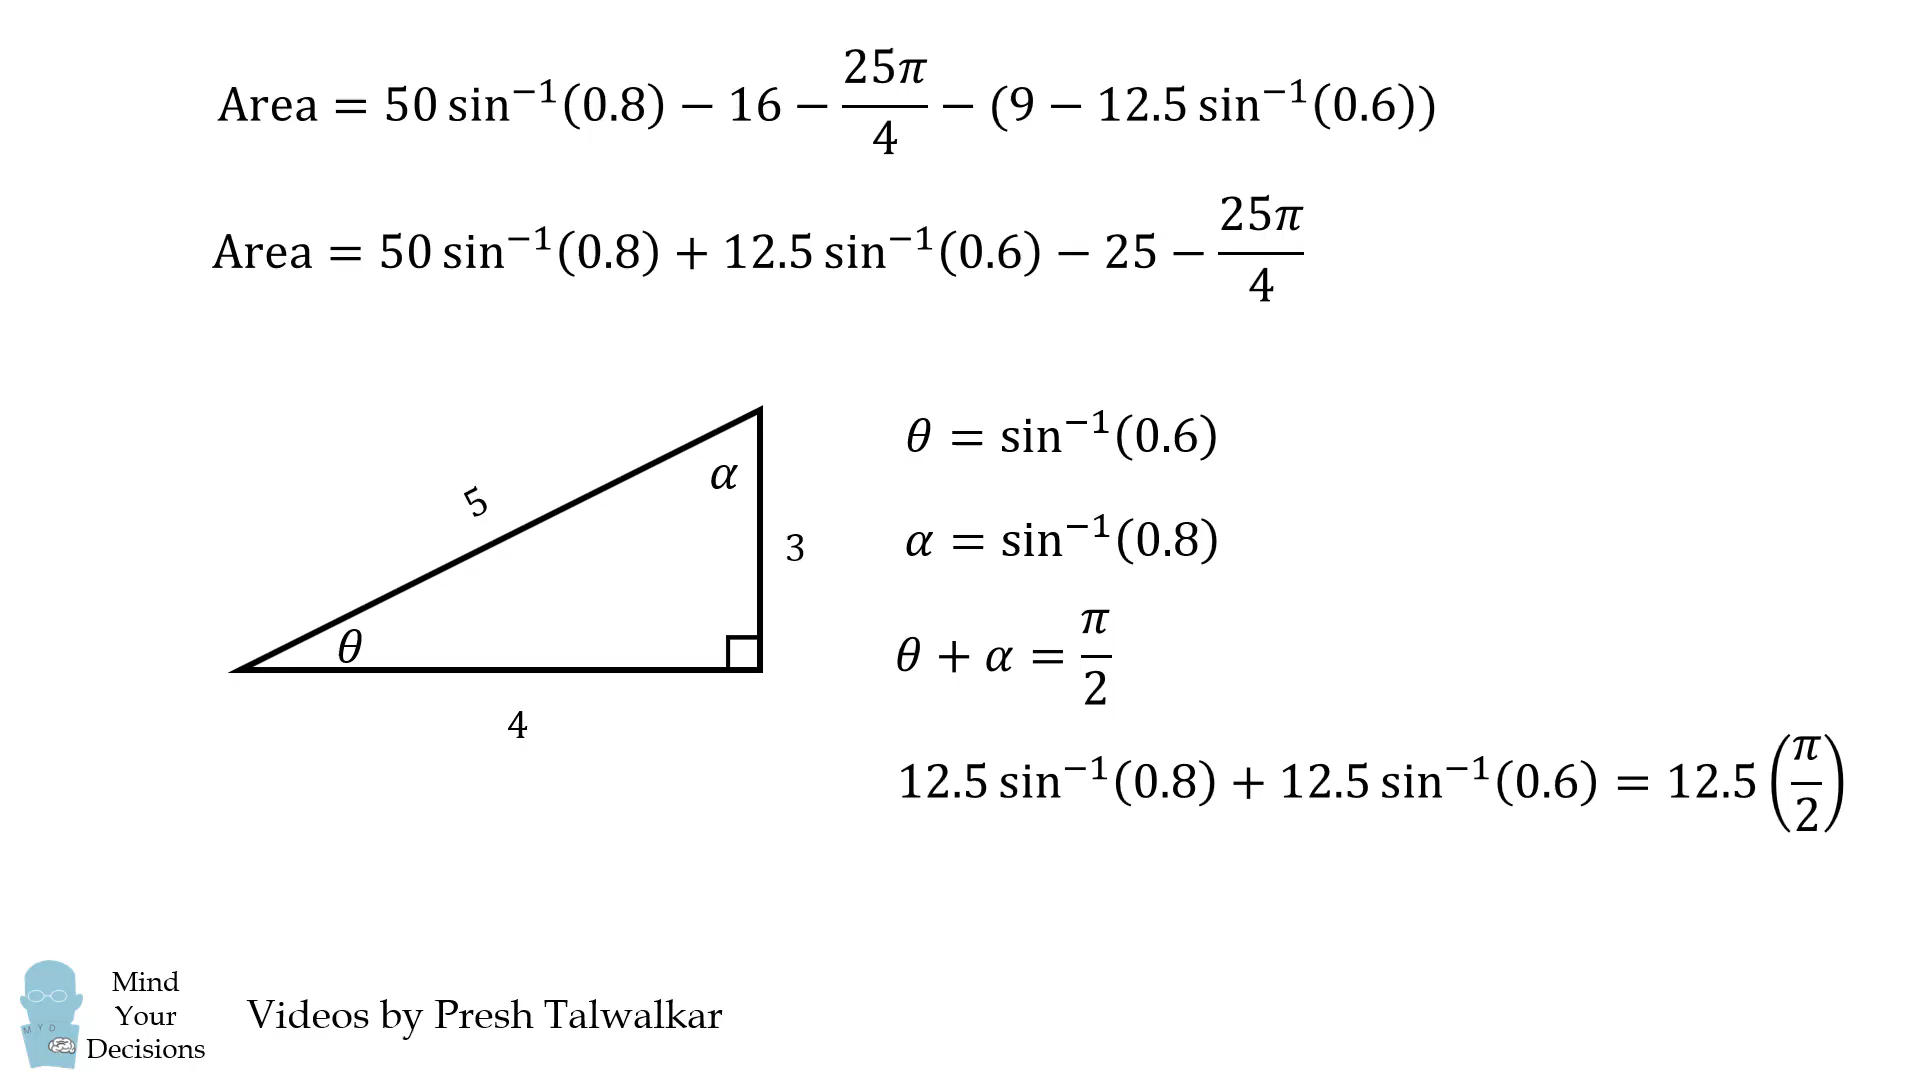 Area = 50 sin⁻¹(0.8) − 16 − 25π/4 − (9 − 12.5 sin⁻¹(0.6))
Area = 50 sin⁻¹(0.8) + 12.5 sin⁻¹(0.6) − 25 − 25π/4
5
α
3
θ
4
θ = sin⁻¹(0.6)
α = sin⁻¹(0.8)
θ + α = π/2
12.5 sin⁻¹(0.8) + 12.5 sin⁻¹(0.6) = 12.5 (π/2)
M Y D
Mind
Your
Decisions
Videos by Presh Talwalkar